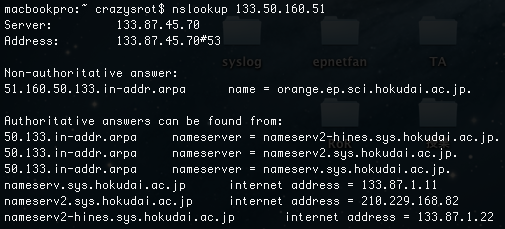 macbookpro:~ crazysrot$ nslookup 133.50.160.51
Server: 133.87.45.70
Address: 133.87.45.70#53
syslog epnetfan TA
Non-authoritative answer:
51.160.50.133.in-addr.arpa name = orange.ep.sci.hokudai.ac.jp.
Authoritative answers can be found from:
50.133.in-addr.arpa nameserver = nameserv2-hines.sys.hokudai.ac.jp.
50.133.in-addr.arpa nameserver = nameserv2.sys.hokudai.ac.jp.
50.133.in-addr.arpa nameserver = nameserv.sys.hokudai.ac.jp.
nameserv.sys.hokudai.ac.jp internet address = 133.87.1.11
nameserv2.sys.hokudai.ac.jp internet address = 210.229.168.82
nameserv2-hines.sys.hokudai.ac.jp internet address = 133.87.1.22